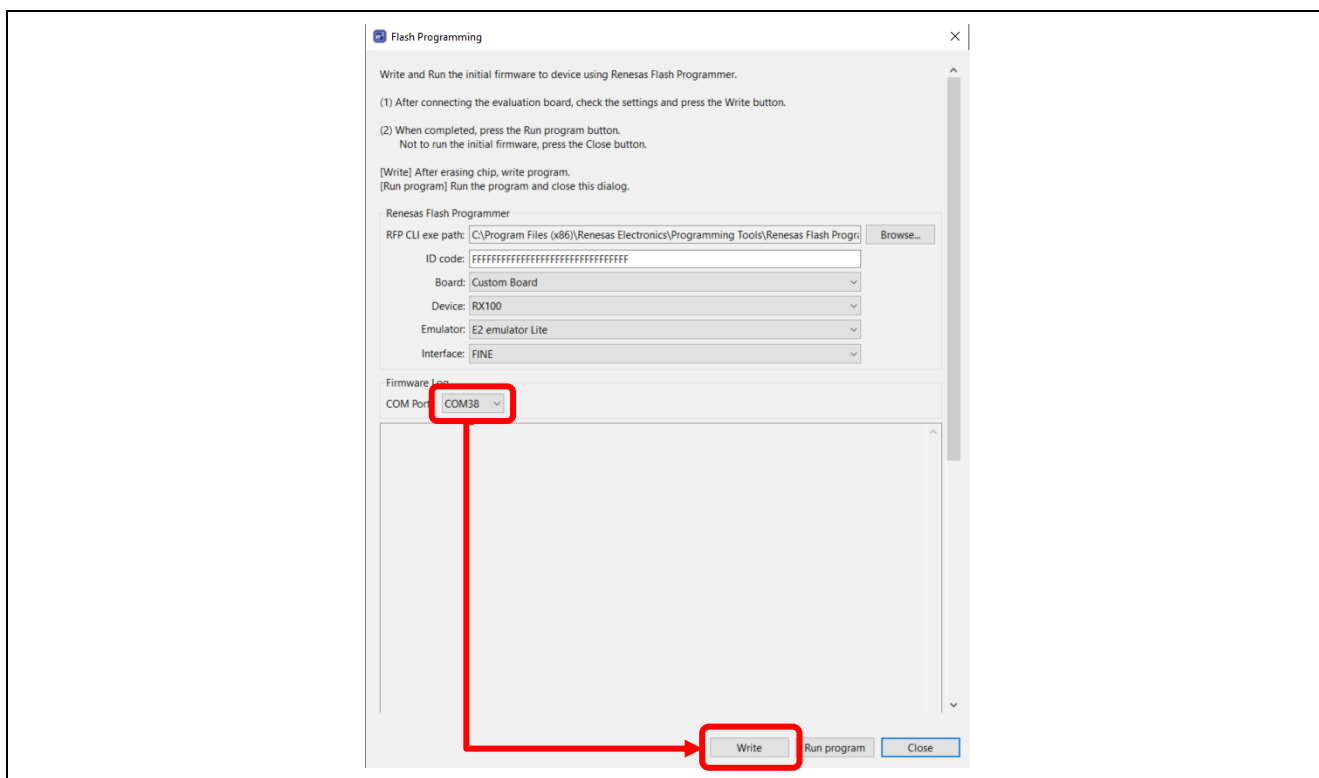 Flash Programming
Write and Run the initial firmware to device using Renesas Flash Programmer.
(1) After connecting the evaluation board, check the settings and press the Write button.
(2) When completed, press the Run program button.
Not to run the initial firmware, press the Close button.
[Write] After erasing chip, write program.
[Run program] Run the program and close this dialog.
Renesas Flash Programmer
RFP CLI exe path: C:\Program Files (x86)\Renesas Electronics\Programming Tools\Renesas Flash Progra Browse...
ID code: FFFFFFFFFFFFFFFFFFFFFFFFFFFFFFFF
Board: Custom Board
Device: RX100
Emulator: E2 emulator Lite
Interface: FINE
Firmware Log
COM Port: COM38
Write Run program Close